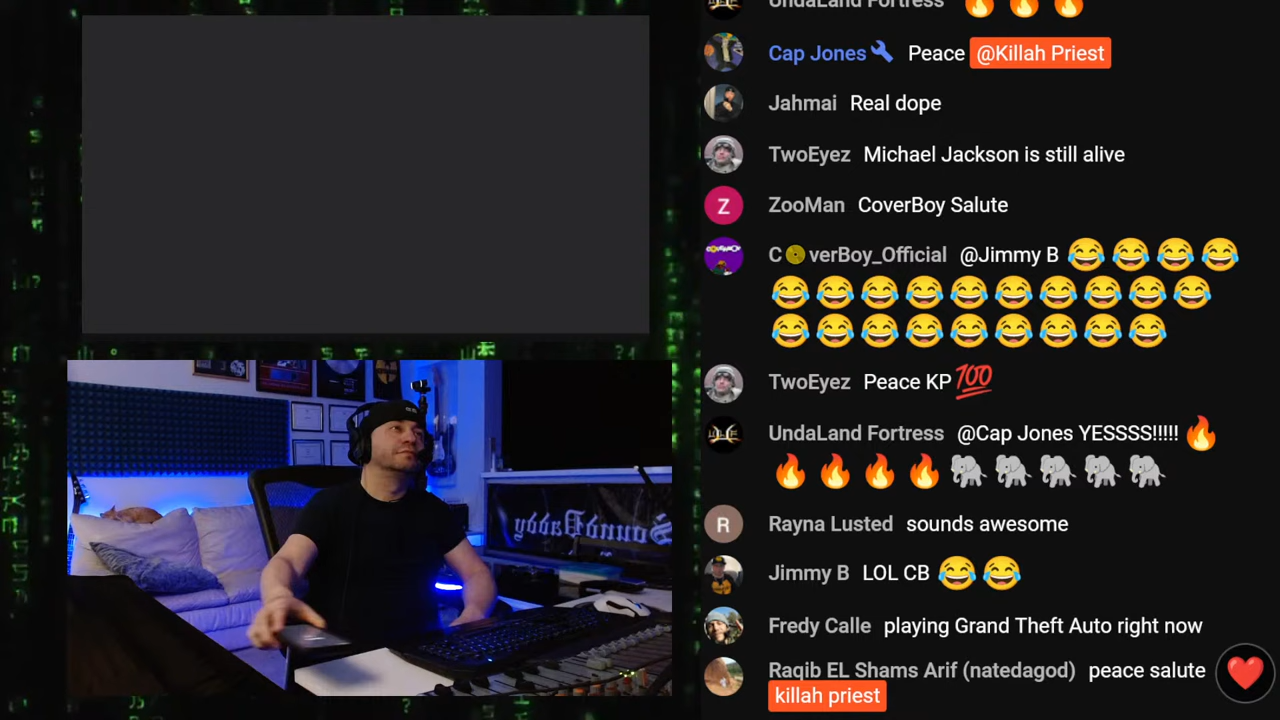 UndaLand Fortress 🔥 🔥 🔥
Cap Jones Peace @Killah Priest
Jahmai Real dope
TwoEyez Michael Jackson is still alive
Z ZooMan CoverBoy Salute
C verBoy_Official @Jimmy B 😂 😂 😂 😂
😂 😂 😂 😂 😂 😂 😂 😂 😂 😂
😂 😂 😂 😂 😂 😂 😂 😂 😂
TwoEyez Peace KP 💯
UndaLand Fortress @Cap Jones YESSSS!!!!! 🔥
🔥 🔥 🔥 🔥 🐘 🐘 🐘 🐘 🐘
R Rayna Lusted sounds awesome
Jimmy B LOL CB 😂 😂
Fredy Calle playing Grand Theft Auto right now
Raqib EL Shams Arif (natedagod) peace salute
killah priest
SoundDaddy